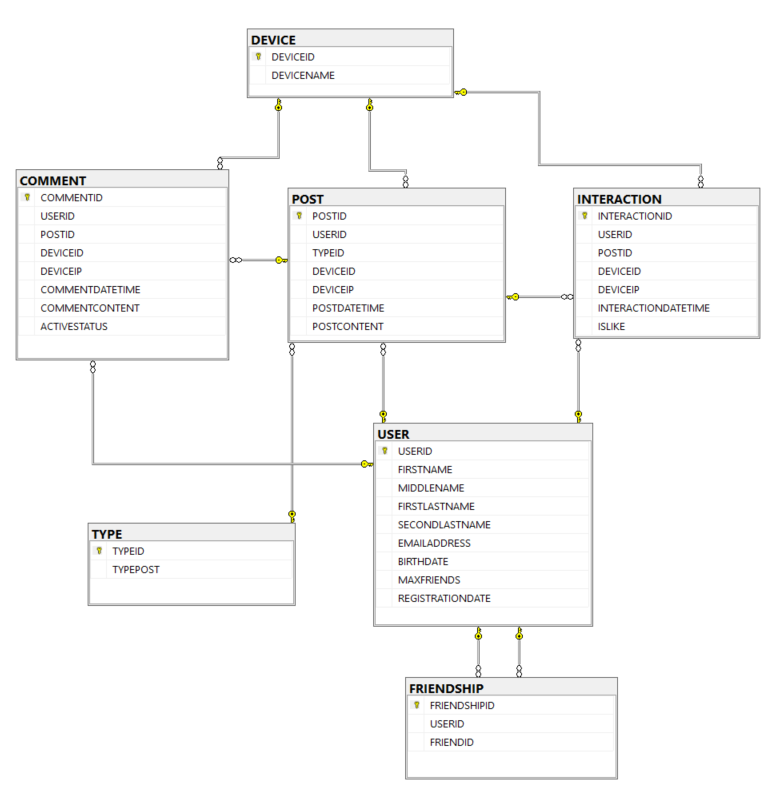 DEVICE
DEVICEID
DEVICENAME
COMMENT
COMMENTID
USERID
POSTID
DEVICEID
DEVICEIP
COMMENTDATETIME
COMMENTCONTENT
ACTIVESTATUS
POST
POSTID
USERID
TYPEID
DEVICEID
DEVICEIP
POSTDATETIME
POSTCONTENT
INTERACTION
INTERACTIONID
USERID
POSTID
DEVICEID
DEVICEIP
INTERACTIONDATETIME
ISLIKE
USER
USERID
FIRSTNAME
MIDDLENAME
FIRSTLASTNAME
SECONDLASTNAME
EMAILADDRESS
BIRTHDATE
MAXFRIENDS
REGISTRATIONDATE
TYPE
TYPEID
TYPEPOST
FRIENDSHIP
FRIENDSHIPID
USERID
FRIENDID